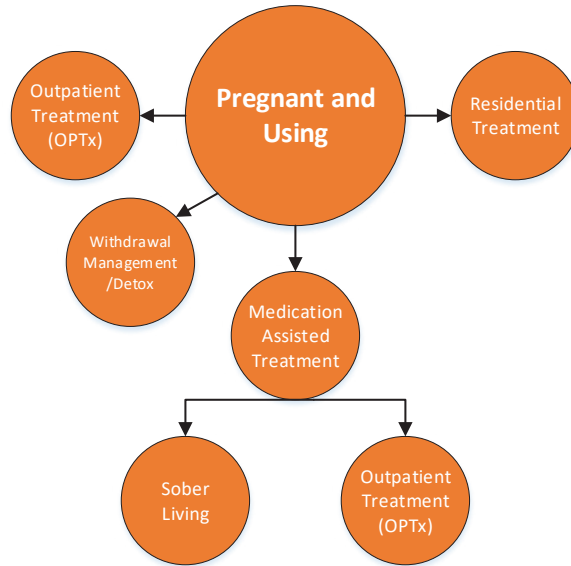 Pregnant and
Using
Outpatient
Treatment
(OPTx)
Residential
Treatment
Withdrawal
Management
/Detox
Medication
Assisted
Treatment
Sober
Living
Outpatient
Treatment
(OPTx)